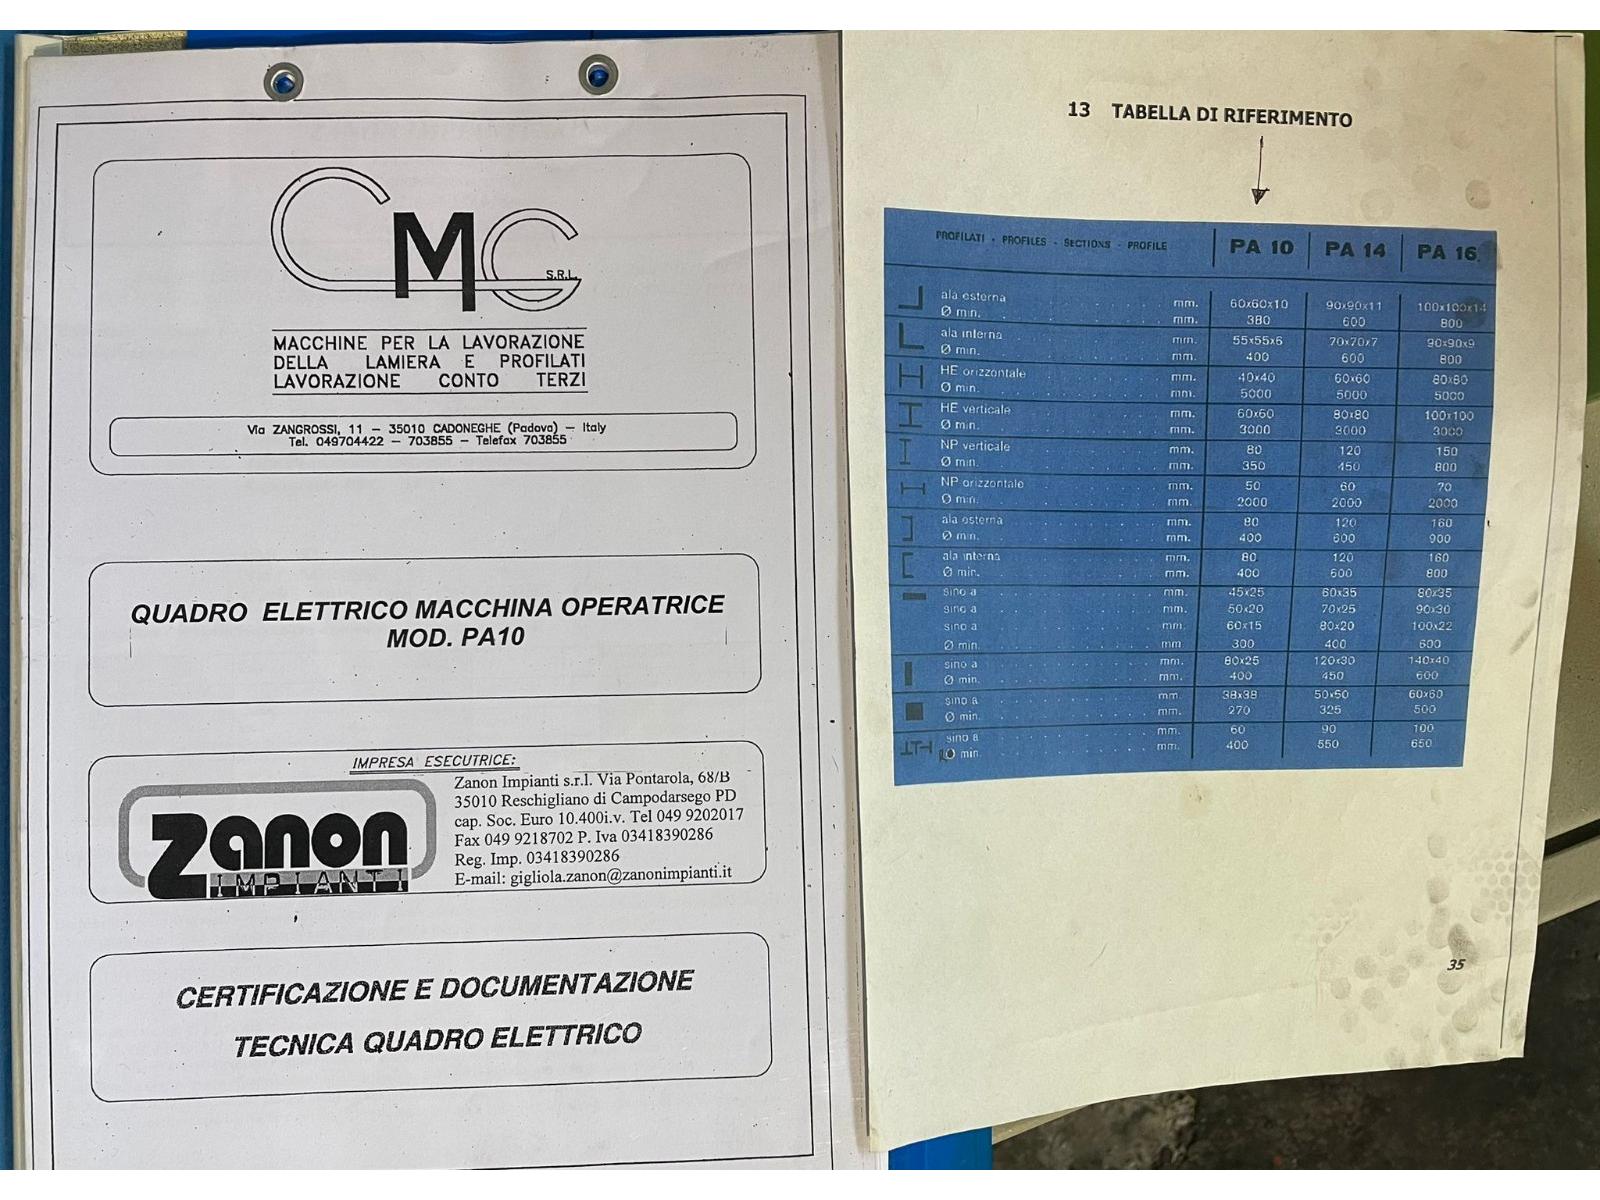 CMG
S.R.L.
MACCHINE PER LA LAVORAZIONE
DELLA LAMIERA E PROFILATI
LAVORAZIONE CONTO TERZI
Via ZANGROSSI, 11 – 35010 CADONEGHE (Padova) – Italy
Tel. 049704422 – 703855 – Telefax 703855
QUADRO ELETTRICO MACCHINA OPERATRICE
MOD. PA10
IMPRESA ESECUTRICE:
zanon
IMPIANTI
Zanon Impianti s.r.l. Via Pontarola, 68/B
35010 Reschigliano di Campodarsego PD
cap. Soc. Euro 10.400i.v. Tel 049 9202017
Fax 049 9218702 P. Iva 03418390286
Reg. Imp. 03418390286
E-mail: gigliola.zanon@zanonimpianti.it
CERTIFICAZIONE E DOCUMENTAZIONE
TECNICA QUADRO ELETTRICO
13 TABELLA DI RIFERIMENTO
PROFILATI - PROFILES - SECTIONS - PROFILE PA 10 PA 14 PA 16
ala esterna mm. 60x60x10 90x90x11 100x100x14
Ø min. mm. 380 600 800
ala interna mm. 55x55x6 70x70x7 90x90x9
Ø min. mm. 400 600 800
HE orizzontale mm. 40x40 60x60 80x80
Ø min. mm. 5000 5000 5000
HE verticale mm. 60x60 80x80 100x100
Ø min. mm. 3000 3000 3000
NP verticale mm. 80 120 150
Ø min. mm. 350 450 800
NP orizzontale mm. 50 60 70
Ø min. mm. 2000 2000 2000
ala esterna mm. 80 120 160
Ø min. mm. 400 600 900
ala interna mm. 80 120 160
Ø min. mm. 400 500 800
sino a mm. 45x25 60x35 80x35
sino a mm. 50x20 70x25 90x30
sino a mm. 60x15 80x20 100x22
Ø min. mm 300 400 600
sino a mm. 80x25 120x30 140x40
Ø min. mm. 400 450 600
sino a mm. 38x38 50x50 60x60
Ø min. mm. 270 325 500
sino a mm. 60 90 100
Ø min. mm. 400 550 650
35